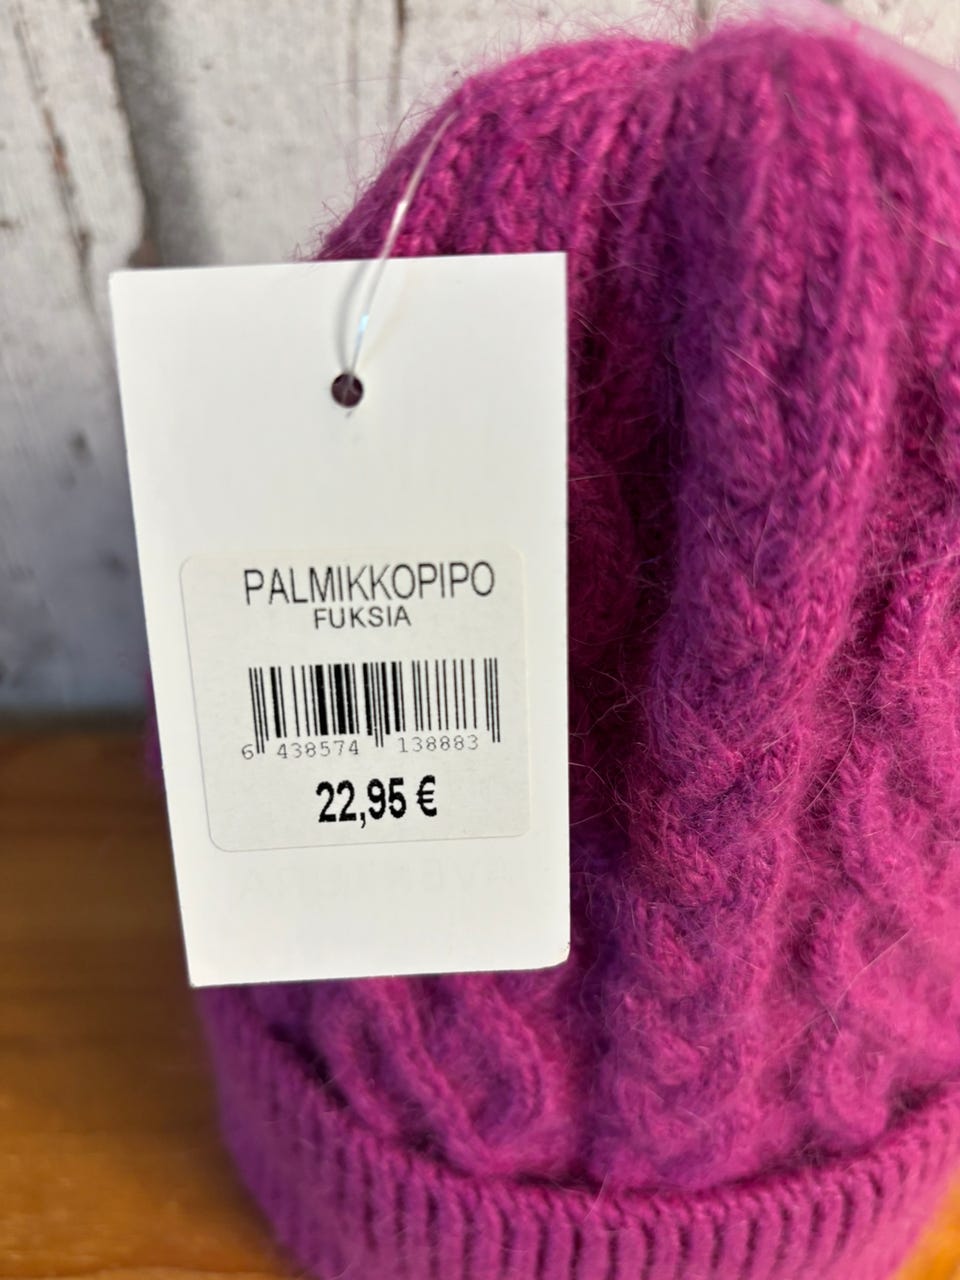 PALMIKKOPIPO
FUKSIA
6 438574 138883
22,95 €